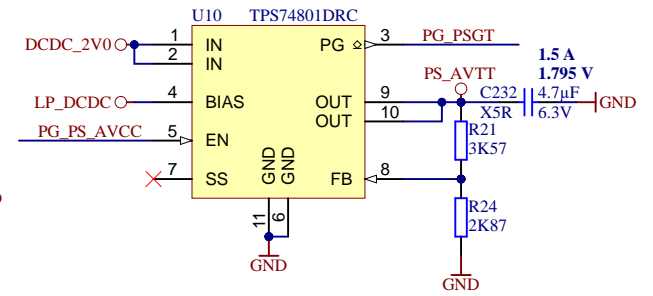 U10 TPS74801DRC
DCDC_2V0 1 IN PG 3 PG_PSGT
2 IN
1.5 A
PS_AVTT 1.795 V
LP_DCDC 4 BIAS OUT 9 C232 4.7µF GND
OUT 10 X5R 6.3V
PG_PS_AVCC 5 EN R21
3K57
7 SS GND GND FB 8
R24
2K87
11 6
GND GND